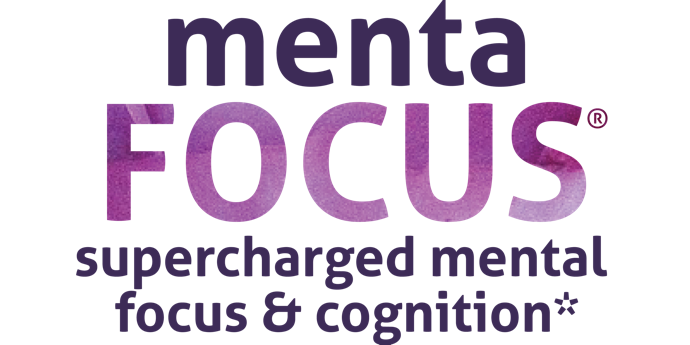 menta
FOCUS®
supercharged mental
focus & cognition*